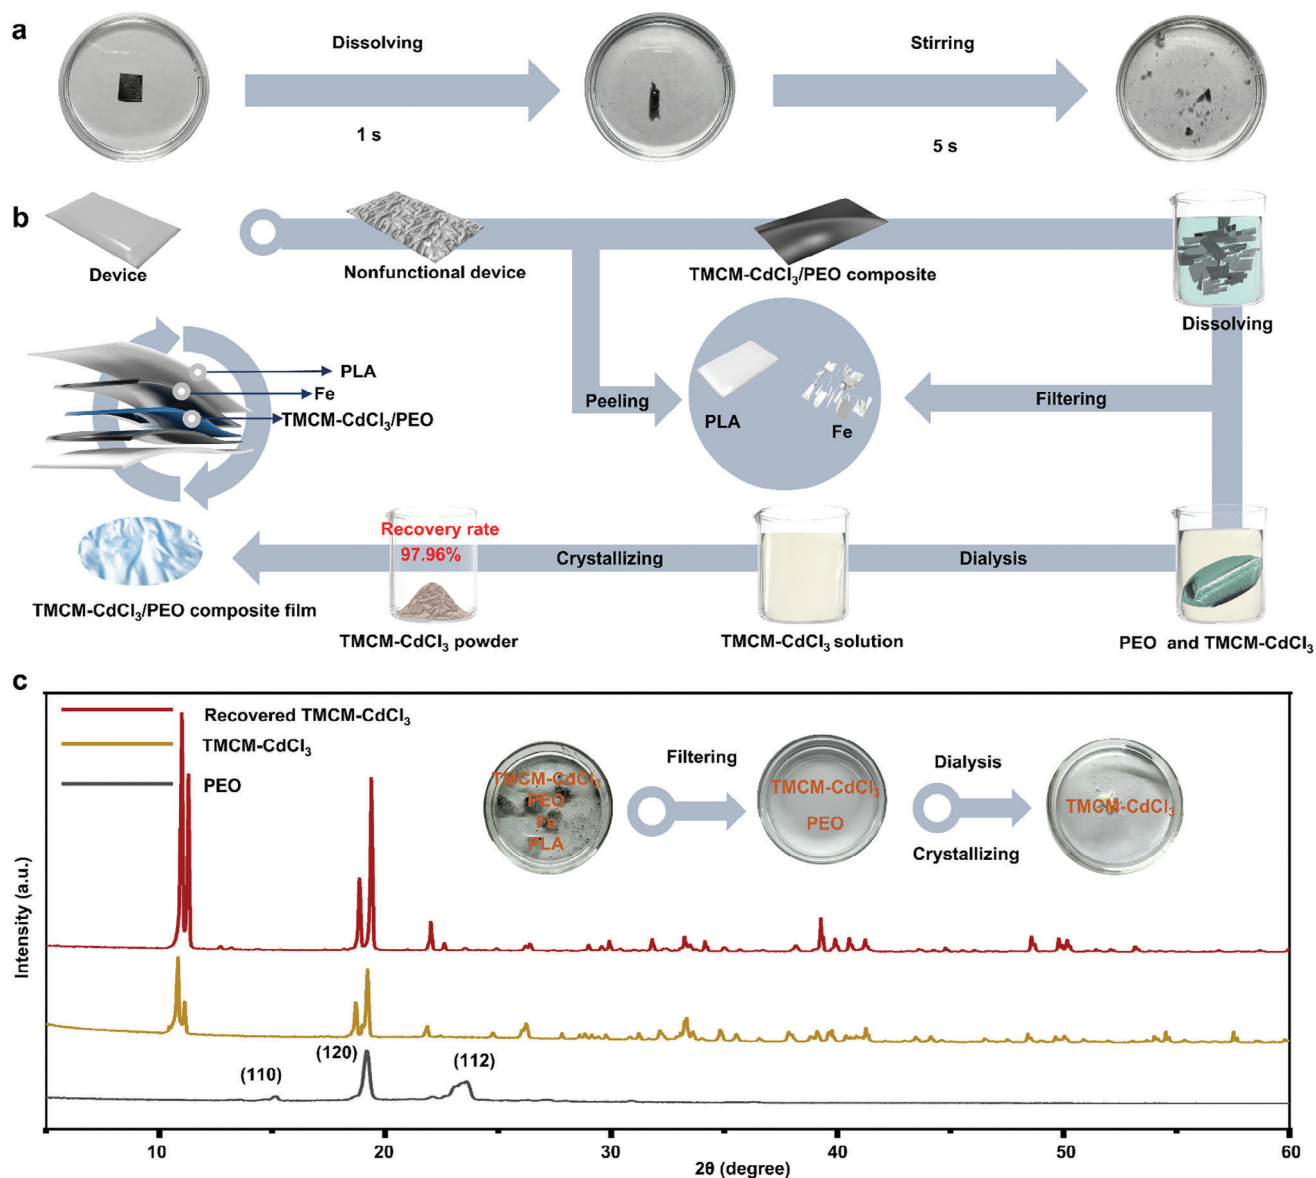 a
Dissolving
1 s
Stirring
5 s
b
Device
Nonfunctional device
TMCM-CdCl₃/PEO composite
Dissolving
PLA
Fe
TMCM-CdCl₃/PEO
Peeling
PLA
Fe
Filtering
Recovery rate
97.96%
Crystallizing
Dialysis
TMCM-CdCl₃/PEO composite film
TMCM-CdCl₃ powder
TMCM-CdCl₃ solution
PEO and TMCM-CdCl₃
c
Recovered TMCM-CdCl₃
TMCM-CdCl₃
PEO
TMCM-CdCl₃
PEO
Fe
PLA
Filtering
TMCM-CdCl₃
PEO
Dialysis
Crystallizing
TMCM-CdCl₃
(110)
(120)
(112)
Intensity (a.u.)
10
20
30
40
50
60
2θ (degree)